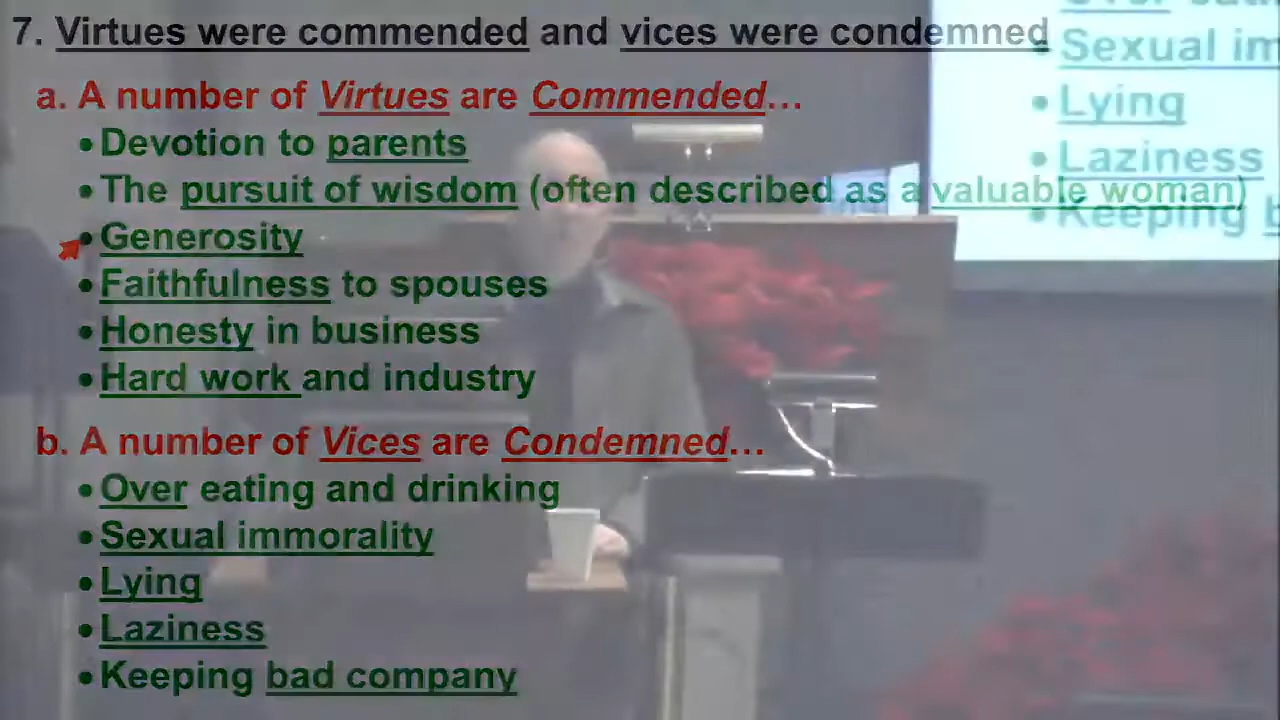 7. Virtues were commended and vices were condemned
a. A number of Virtues are Commended...
•Devotion to parents
•The pursuit of wisdom (often described as a valuable woman)
•Generosity
•Faithfulness to spouses
•Honesty in business
•Hard work and industry
b. A number of Vices are Condemned...
•Over eating and drinking
•Sexual immorality
•Lying
•Laziness
•Keeping bad company
Sexual im
•Lying
•Laziness
•Keeping b